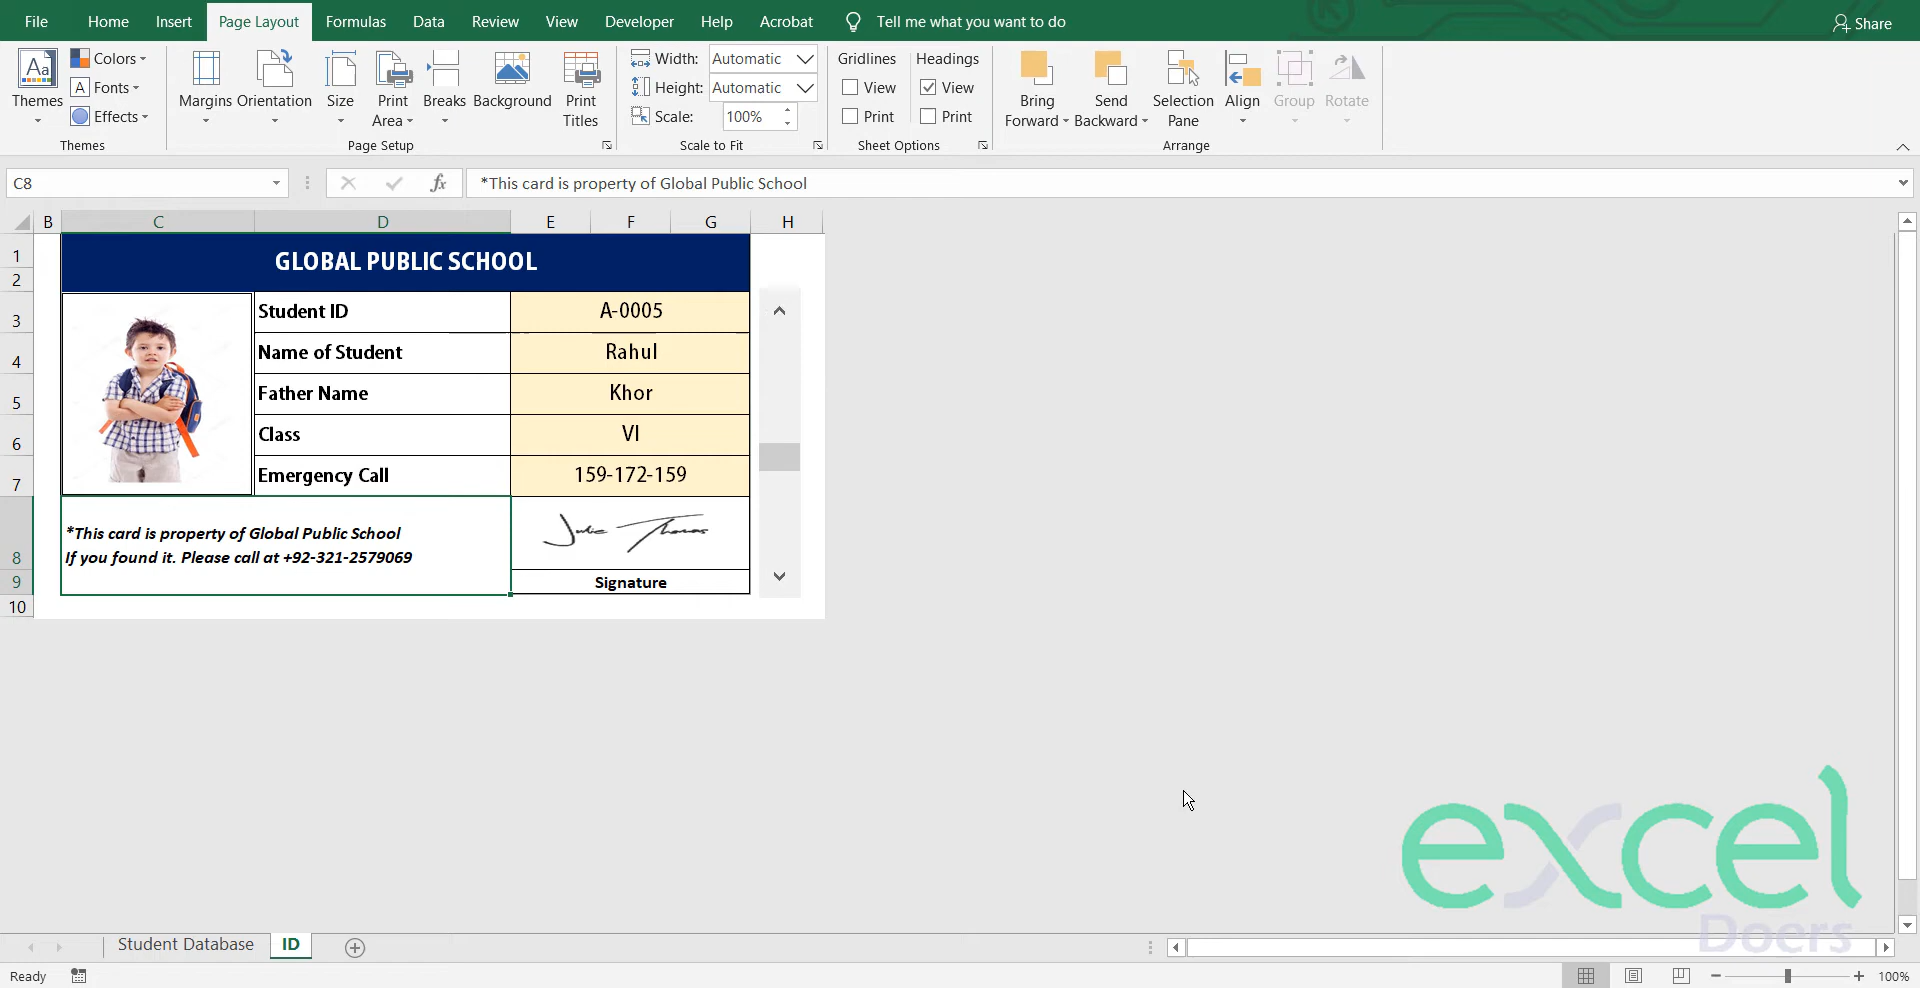 File Home Insert Page Layout Formulas Data Review View Developer Help Acrobat Tell me what you want to do Share
Aa Colors A Fonts Effects
Themes Margins Orientation Size Print Area Breaks Background Print Titles
Width: Automatic
Height: Automatic
Scale: 100%
Gridlines Headings
View View
Print Print
Bring Forward Send Backward Selection Pane Align Group Rotate
Themes Page Setup Scale to Fit Sheet Options Arrange
C8 fx *This card is property of Global Public School
B C D E F G H
1 GLOBAL PUBLIC SCHOOL
2
3 Student ID A-0005
4 Name of Student Rahul
5 Father Name Khor
6 Class VI
7 Emergency Call 159-172-159
*This card is property of Global Public School Julie Thomas
8 If you found it. Please call at +92-321-2579069
9 Signature
10
excel
Doers
Student Database ID
Ready 100%